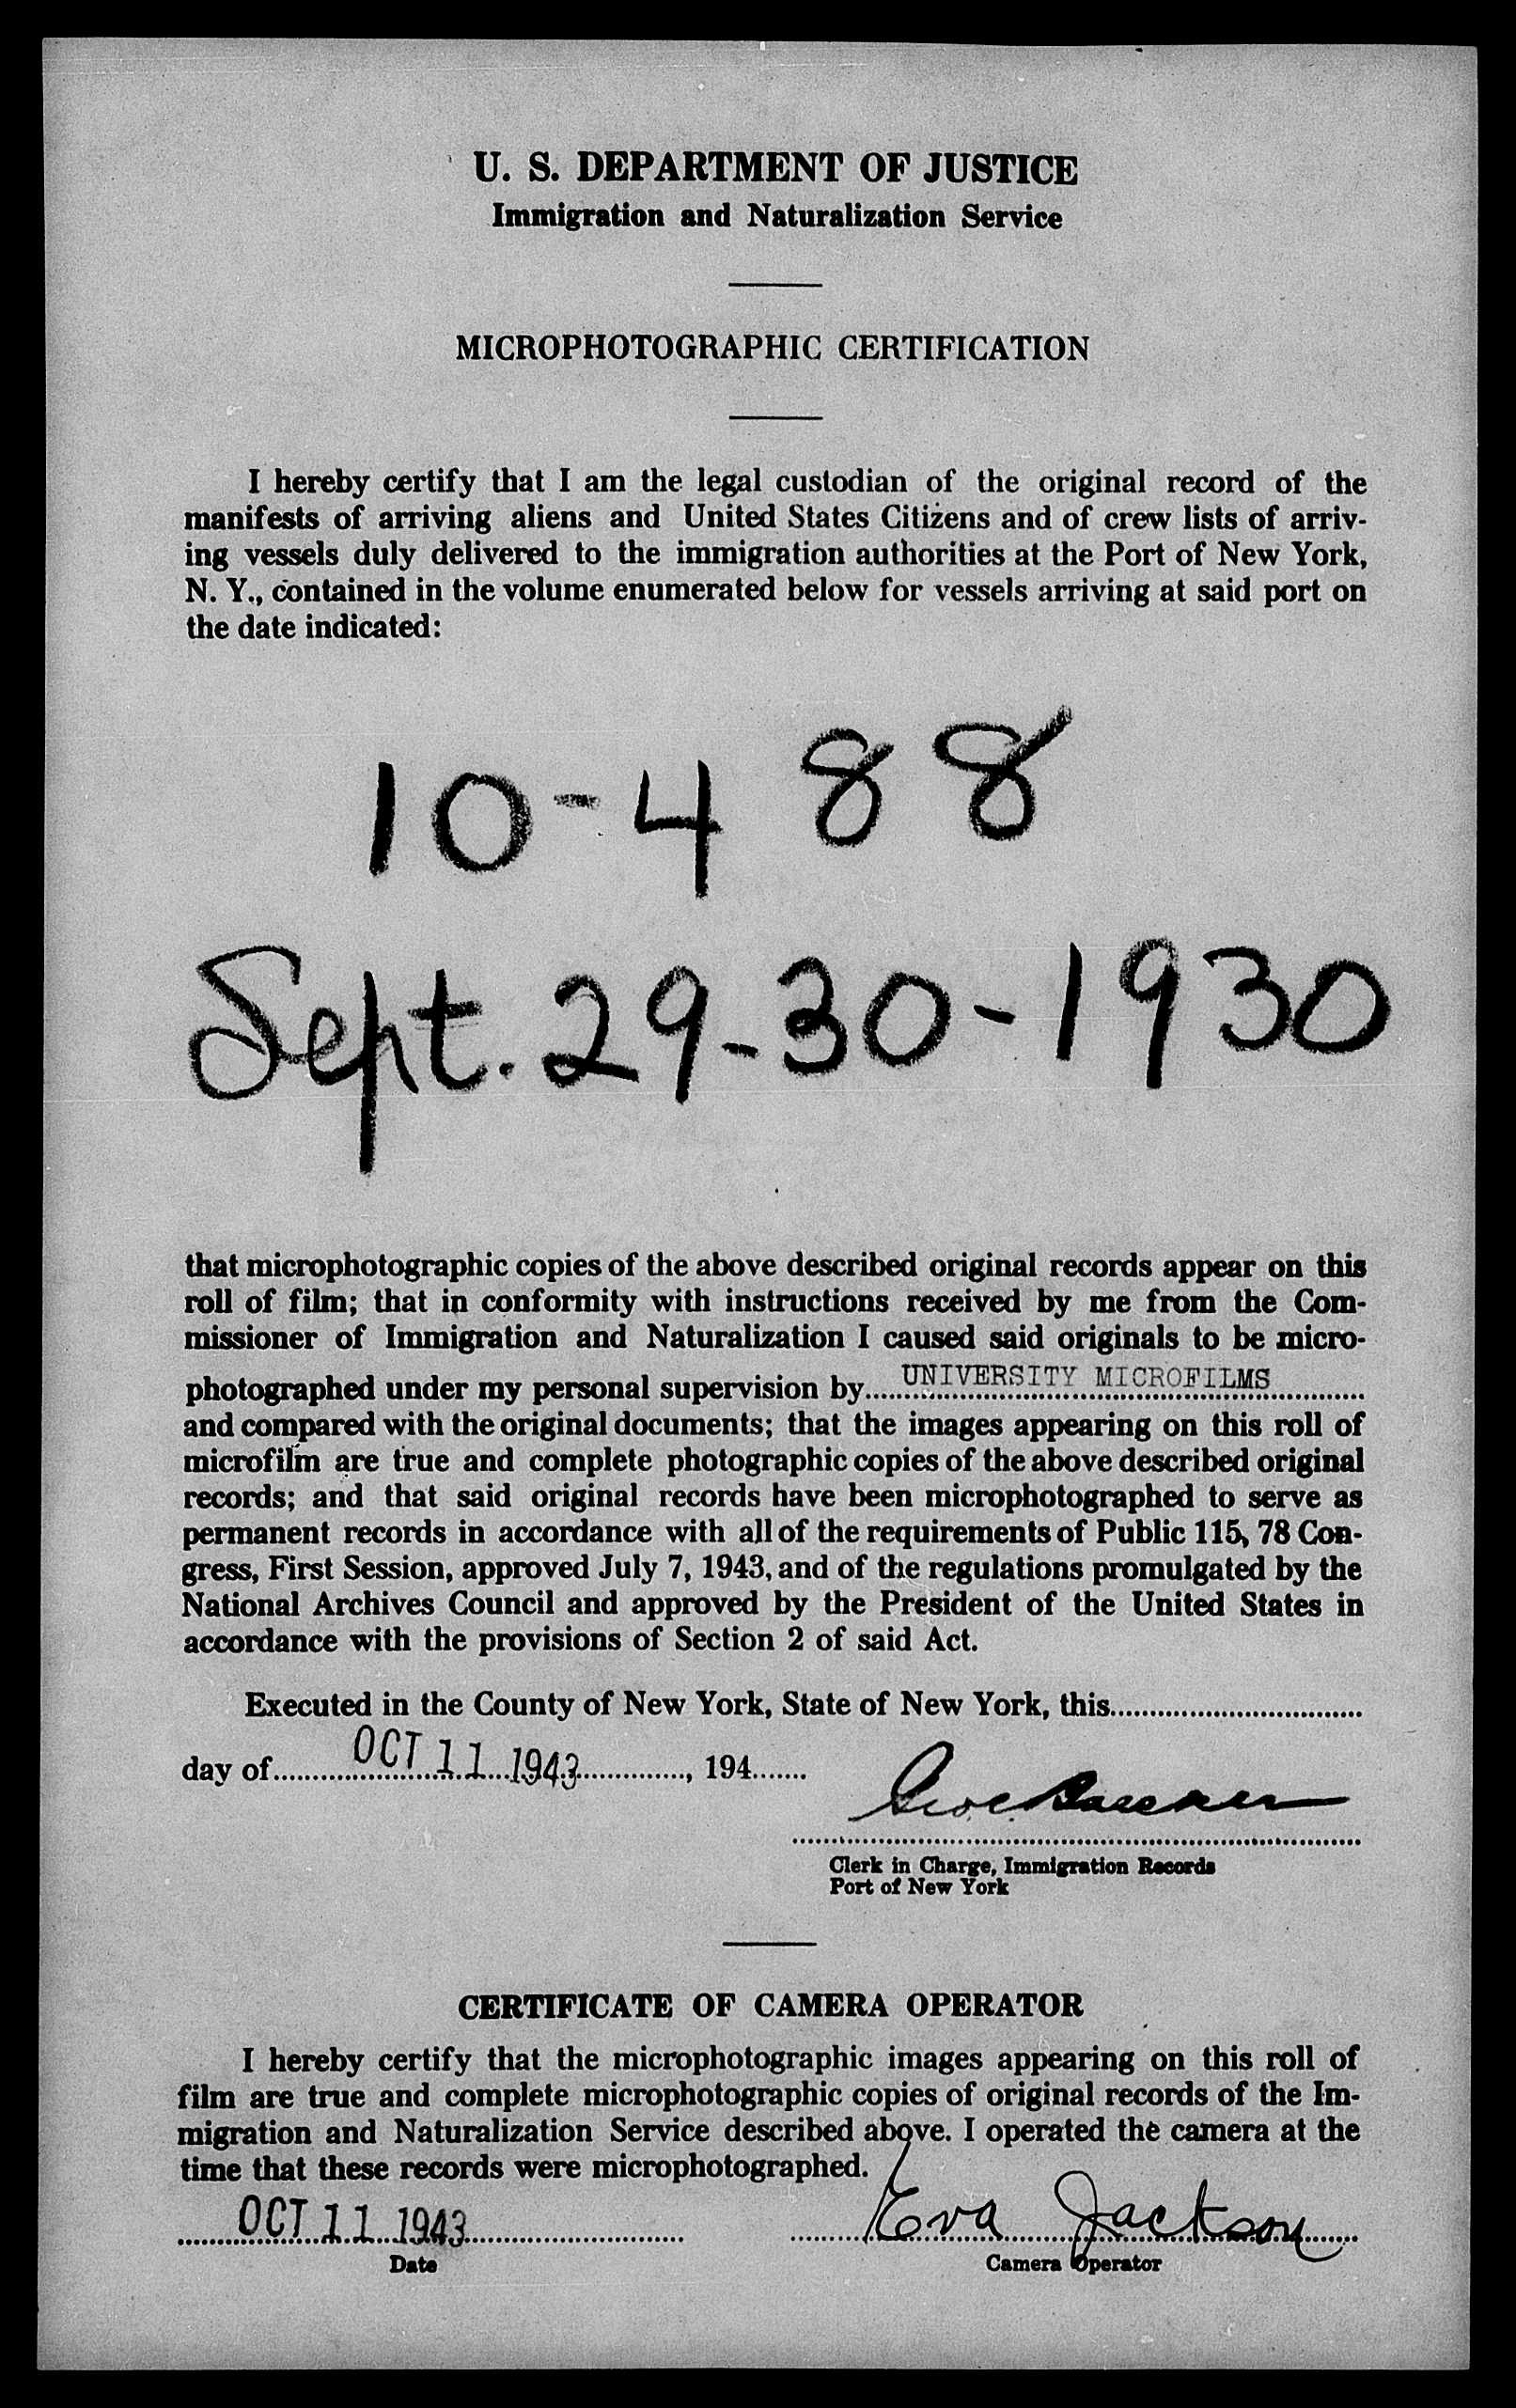 U. S. DEPARTMENT OF JUSTICE
Immigration and Naturalization Service
MICROPHOTOGRAPHIC CERTIFICATION
I hereby certify that I am the legal custodian of the original record of the
manifests of arriving aliens and United States Citizens and of crew lists of arriv-
ing vessels duly delivered to the immigration authorities at the Port of New York,
N. Y., contained in the volume enumerated below for vessels arriving at said port on
the date indicated:
10-488
Sept. 29-30-1930
that microphotographic copies of the above described original records appear on this
roll of film; that in conformity with instructions received by me from the Com-
missioner of Immigration and Naturalization I caused said originals to be micro-
photographed under my personal supervision by UNIVERSITY MICROFILMS
and compared with the original documents; that the images appearing on this roll of
microfilm are true and complete photographic copies of the above described original
records; and that said original records have been microphotographed to serve as
permanent records in accordance with all of the requirements of Public 115, 78 Con-
gress, First Session, approved July 7, 1943, and of the regulations promulgated by the
National Archives Council and approved by the President of the United States in
accordance with the provisions of Section 2 of said Act.
Executed in the County of New York, State of New York, this
day of OCT 11 1943, 194
Clerk in Charge, Immigration Records
Port of New York
CERTIFICATE OF CAMERA OPERATOR
I hereby certify that the microphotographic images appearing on this roll of
film are true and complete microphotographic copies of original records of the Im-
migration and Naturalization Service described above. I operated the camera at the
time that these records were microphotographed.
OCT 11 1943 Eva Jackson
Date Camera Operator